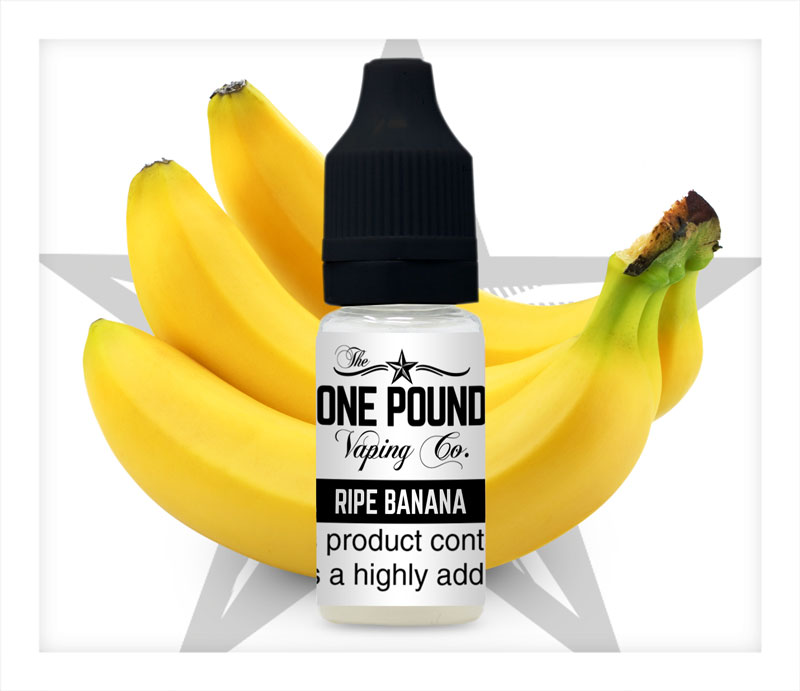 The
ONE POUND
Vaping Co.
RIPE BANANA
product cont
s a highly add